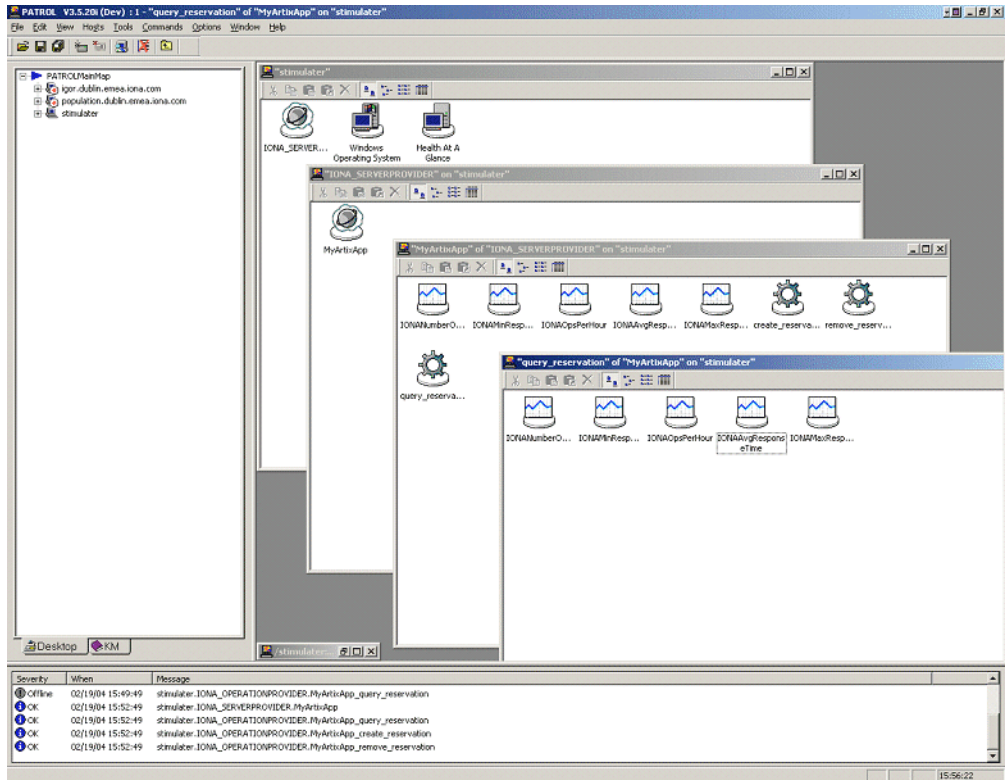 PATROL V3.5.20i (Dev) : 1 - "query_reservation" of "MyArtixApp" on "stimulater"
File Edit View Hosts Tools Commands Options Window Help
PATROLMainMap
igor.dublin.emea.iona.com
population.dublin.emea.iona.com
stimulater
"stimulater"
IONA_SERVER...
Windows Operating System
Health At A Glance
"IONA_SERVERPROVIDER" on "stimulater"
MyArtixApp
"MyArtixApp" of "IONA_SERVERPROVIDER" on "stimulater"
IONANumberO... IONAMinResp... IONAOpsPerHour IONAAvgResp... IONAMaxResp... create_reserva... remove_reserv...
query_reserva...
"query_reservation" of "MyArtixApp" on "stimulater"
IONANumberO... IONAMinResp... IONAOpsPerHour IONAAvgRespons
eTime
IONAMaxResp...
Desktop KM
/stimulater:...
Severity When Message
Offline 02/19/04 15:49:49 stimulater.IONA_OPERATIONPROVIDER.MyArtixApp_query_reservation
OK 02/19/04 15:52:49 stimulater.IONA_SERVERPROVIDER.MyArtixApp
OK 02/19/04 15:52:49 stimulater.IONA_OPERATIONPROVIDER.MyArtixApp_query_reservation
OK 02/19/04 15:52:49 stimulater.IONA_OPERATIONPROVIDER.MyArtixApp_create_reservation
OK 02/19/04 15:52:49 stimulater.IONA_OPERATIONPROVIDER.MyArtixApp_remove_reservation
15:56:22